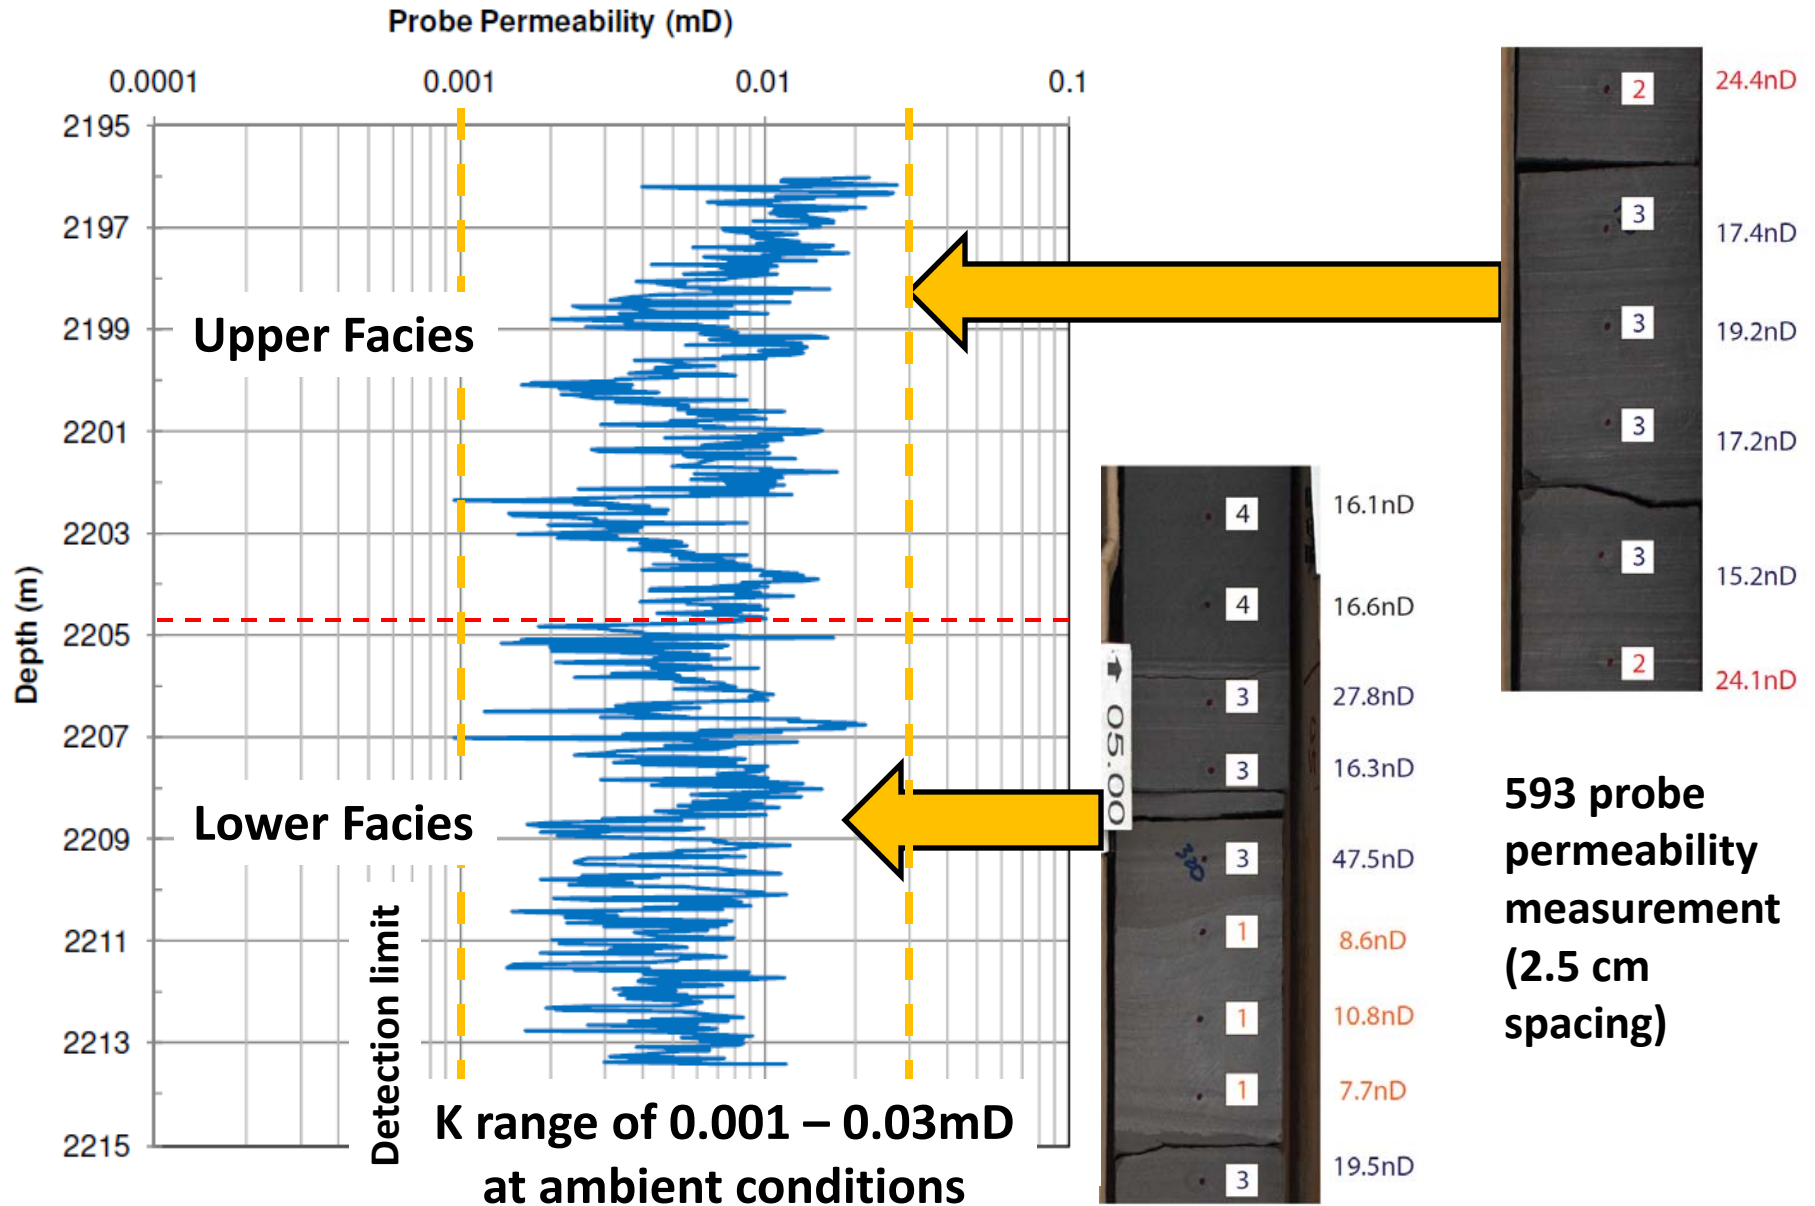 Probe Permeability (mD)
0.0001 0.001 0.01 0.1
2195
2197
2199
2201
2203
2205
2207
2209
2211
2213
2215
Depth (m)
Upper Facies
Lower Facies
Detection limit
K range of 0.001 – 0.03mD
at ambient conditions
4 16.1nD
4 16.6nD
3 27.8nD
3 16.3nD
3 47.5nD
1 8.6nD
1 10.8nD
1 7.7nD
3 19.5nD
05.00
2 24.4nD
3 17.4nD
3 19.2nD
3 17.2nD
3 15.2nD
2 24.1nD
593 probe
permeability
measurement
(2.5 cm
spacing)